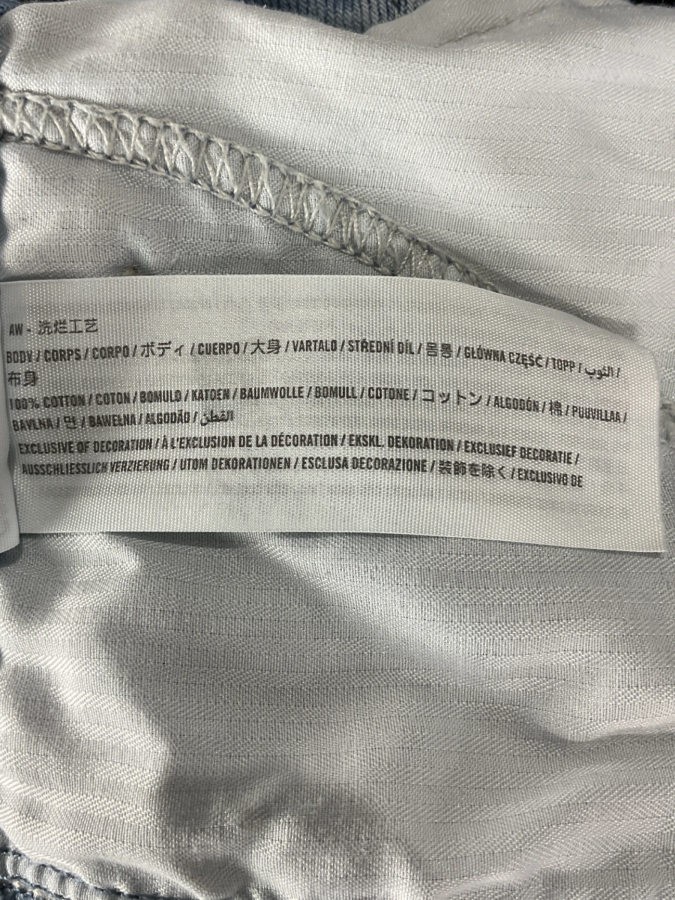 AW - 洗烂工艺
BODY / CORPS / CORPO / ボディ / CUERPO / 大身 / VARTALO / STŘEDNÍ DÍL / 몸통 / GŁÓWNA CZĘŚĆ / TOPP / الثوب /
布身
100% COTTON / COTON / BOMULD / KATOEN / BAUMWOLLE / BOMULL / COTONE / コットン / ALGODÓN / 棉 / PUUVILLAA /
BAVLNA / 면 / BAWEŁNA / ALGODÃO / القطن
EXCLUSIVE OF DECORATION / À L'EXCLUSION DE LA DÉCORATION / EKSKL. DEKORATION / EXCLUSIEF DECORATIE /
AUSSCHLIESSLICH VERZIERUNG / UTOM DEKORATIONEN / ESCLUSA DECORAZIONE / 装飾を除く / EXCLUSIVO DE